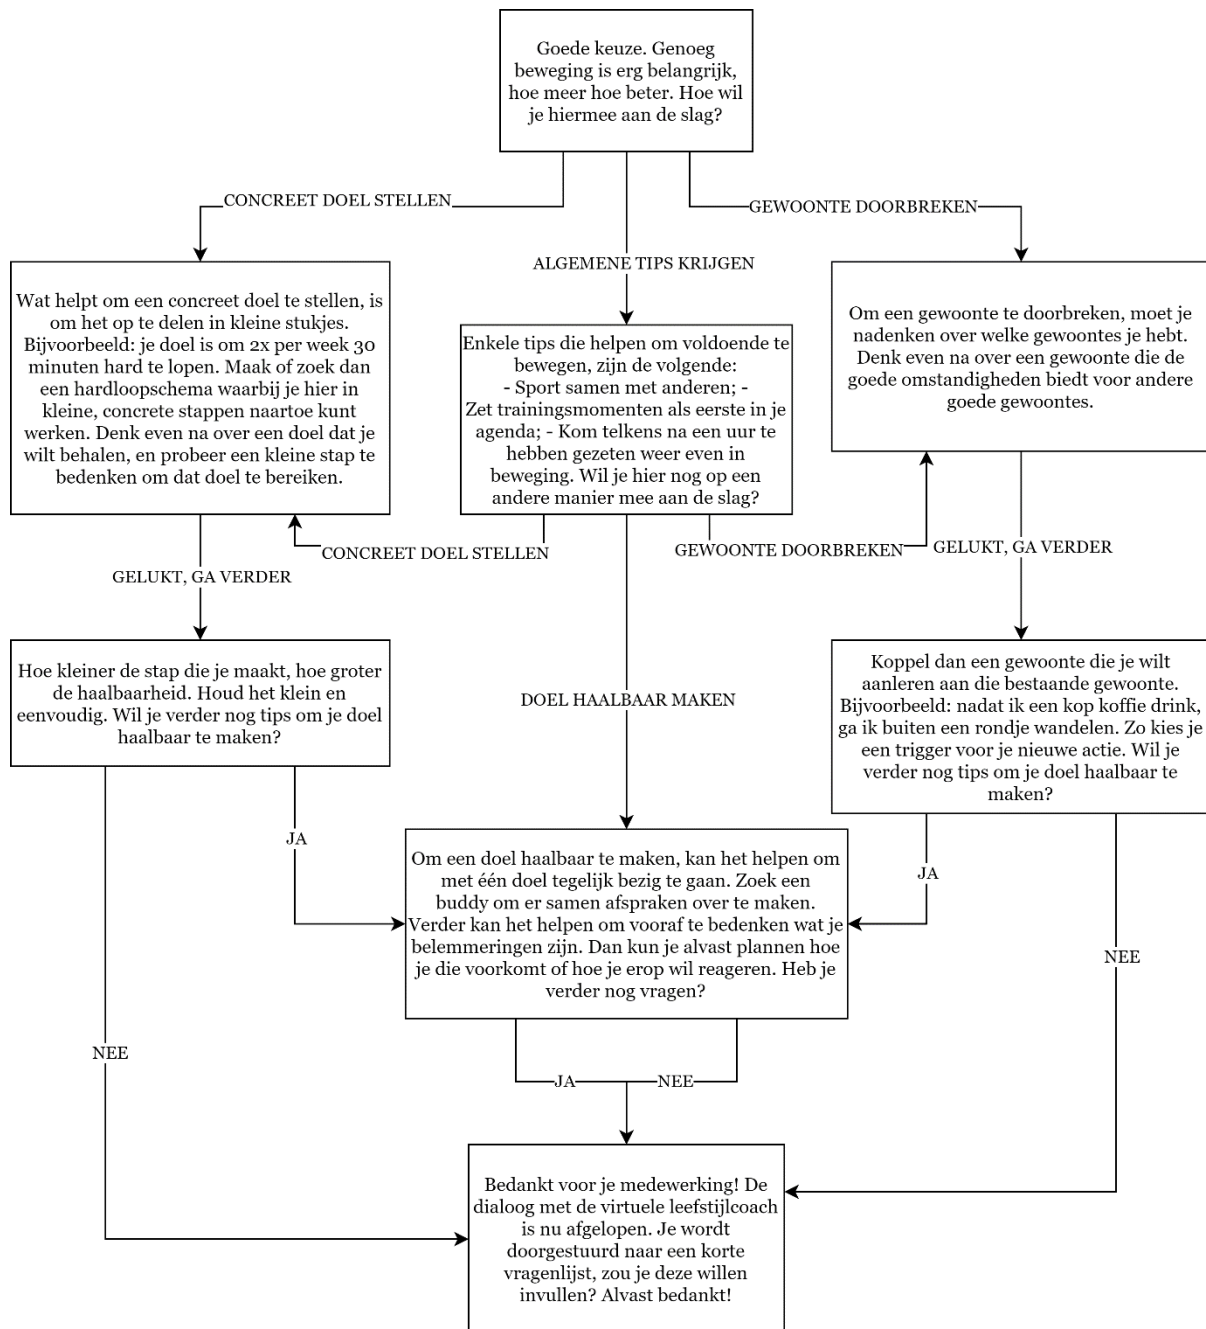 Goede keuze. Genoeg
beweging is erg belangrijk,
hoe meer hoe beter. Hoe wil
je hiermee aan de slag?
CONCREET DOEL STELLEN
GEWOONTE DOORBREKEN
ALGEMENE TIPS KRIJGEN
Wat helpt om een concreet doel te stellen, is
om het op te delen in kleine stukjes.
Bijvoorbeeld: je doel is om 2x per week 30
minuten hard te lopen. Maak of zoek dan
een hardloopschema waarbij je hier in
kleine, concrete stappen naartoe kunt
werken. Denk even na over een doel dat je
wilt behalen, en probeer een kleine stap te
bedenken om dat doel te bereiken.
Enkele tips die helpen om voldoende te
bewegen, zijn de volgende:
- Sport samen met anderen; -
Zet trainingsmomenten als eerste in je
agenda; - Kom telkens na een uur te
hebben gezeten weer even in
beweging. Wil je hier nog op een
andere manier mee aan de slag?
Om een gewoonte te doorbreken, moet je
nadenken over welke gewoontes je hebt.
Denk even na over een gewoonte die de
goede omstandigheden biedt voor andere
goede gewoontes.
CONCREET DOEL STELLEN
GEWOONTE DOORBREKEN
GELUKT, GA VERDER
GELUKT, GA VERDER
Hoe kleiner de stap die je maakt, hoe groter
de haalbaarheid. Houd het klein en
eenvoudig. Wil je verder nog tips om je doel
haalbaar te maken?
DOEL HAALBAAR MAKEN
Koppel dan een gewoonte die je wilt
aanleren aan die bestaande gewoonte.
Bijvoorbeeld: nadat ik een kop koffie drink,
ga ik buiten een rondje wandelen. Zo kies je
een trigger voor je nieuwe actie. Wil je
verder nog tips om je doel haalbaar te
maken?
JA
JA
Om een doel haalbaar te maken, kan het helpen om
met één doel tegelijk bezig te gaan. Zoek een
buddy om er samen afspraken over te maken.
Verder kan het helpen om vooraf te bedenken wat je
belemmeringen zijn. Dan kun je alvast plannen hoe
je die voorkomt of hoe je erop wil reageren. Heb je
verder nog vragen?
NEE
NEE
JA
NEE
Bedankt voor je medewerking! De
dialoog met de virtuele leefstijlcoach
is nu afgelopen. Je wordt
doorgestuurd naar een korte
vragenlijst, zou je deze willen
invullen? Alvast bedankt!